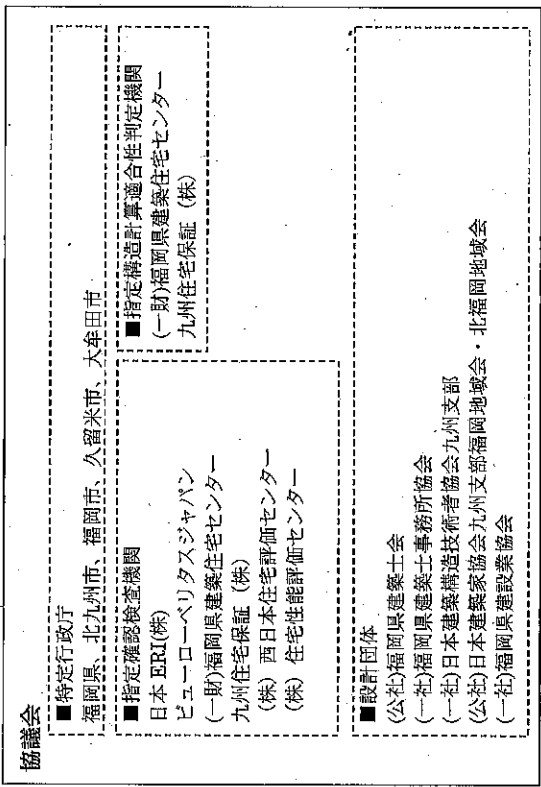 協議会
■特定行政庁
福岡県、北九州市、福岡市、久留米市、大牟田市
■指定確認検査機関
日本 ERI(株)
ビューローベリタスジャパン
(一財)福岡県建築住宅センター
九州住宅保証（株）
（株）西日本住宅評価センター
（株）住宅性能評価センター
■指定構造計算適合性判定機関
(一財)福岡県建築住宅センター
九州住宅保証（株）
■設計団体
(公社)福岡県建築士会
(一社)福岡県建築士事務所協会
(一社)日本建築構造技術者協会九州支部
(公社)日本建築家協会九州支部福岡地域会・北福岡地域会
(一社)福岡県建設業協会